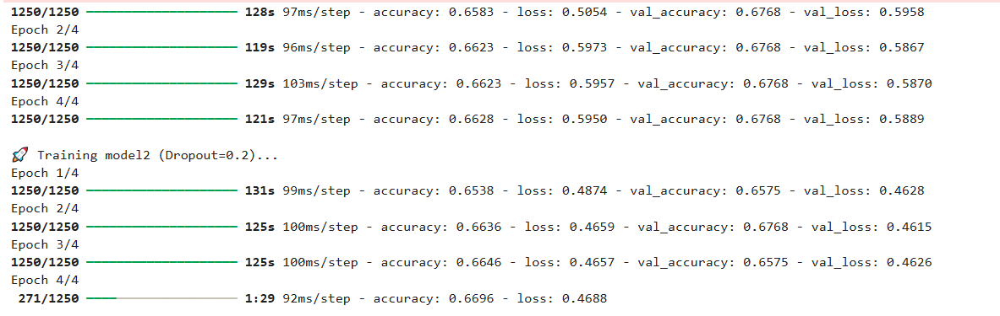 1250/1250 ━━━━━━━━━━━━━━━━━━━━ 128s 97ms/step - accuracy: 0.6583 - loss: 0.5054 - val_accuracy: 0.6768 - val_loss: 0.5958
Epoch 2/4
1250/1250 ━━━━━━━━━━━━━━━━━━━━ 119s 96ms/step - accuracy: 0.6623 - loss: 0.5973 - val_accuracy: 0.6768 - val_loss: 0.5867
Epoch 3/4
1250/1250 ━━━━━━━━━━━━━━━━━━━━ 129s 103ms/step - accuracy: 0.6623 - loss: 0.5957 - val_accuracy: 0.6768 - val_loss: 0.5870
Epoch 4/4
1250/1250 ━━━━━━━━━━━━━━━━━━━━ 121s 97ms/step - accuracy: 0.6628 - loss: 0.5950 - val_accuracy: 0.6768 - val_loss: 0.5889
🚀 Training model2 (Dropout=0.2)...
Epoch 1/4
1250/1250 ━━━━━━━━━━━━━━━━━━━━ 131s 99ms/step - accuracy: 0.6538 - loss: 0.4874 - val_accuracy: 0.6575 - val_loss: 0.4628
Epoch 2/4
1250/1250 ━━━━━━━━━━━━━━━━━━━━ 125s 100ms/step - accuracy: 0.6636 - loss: 0.4659 - val_accuracy: 0.6768 - val_loss: 0.4615
Epoch 3/4
1250/1250 ━━━━━━━━━━━━━━━━━━━━ 125s 100ms/step - accuracy: 0.6646 - loss: 0.4657 - val_accuracy: 0.6575 - val_loss: 0.4626
Epoch 4/4
271/1250 ━━━━━━━━━━━━━━━━━━━━ 1:29 92ms/step - accuracy: 0.6696 - loss: 0.4688